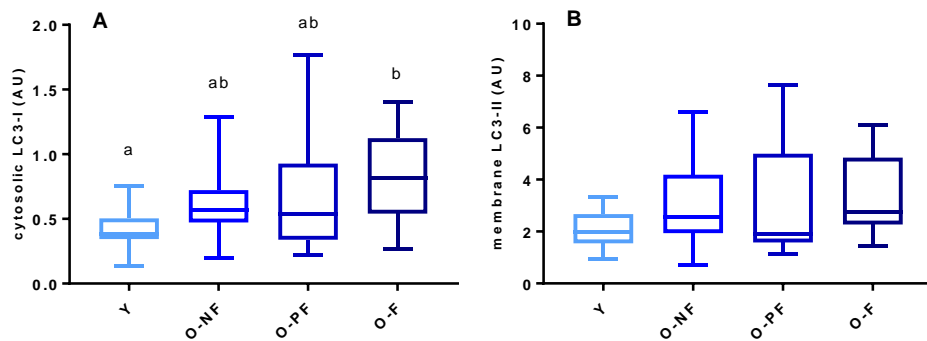 A
cytosolic LC3-I (AU)
2.0
1.5
1.0
0.5
0.0
a
ab
ab
b
Y
O-NF
O-PF
O-F
B
membrane LC3-II (AU)
10
8
6
4
2
0
Y
O-NF
O-PF
O-F